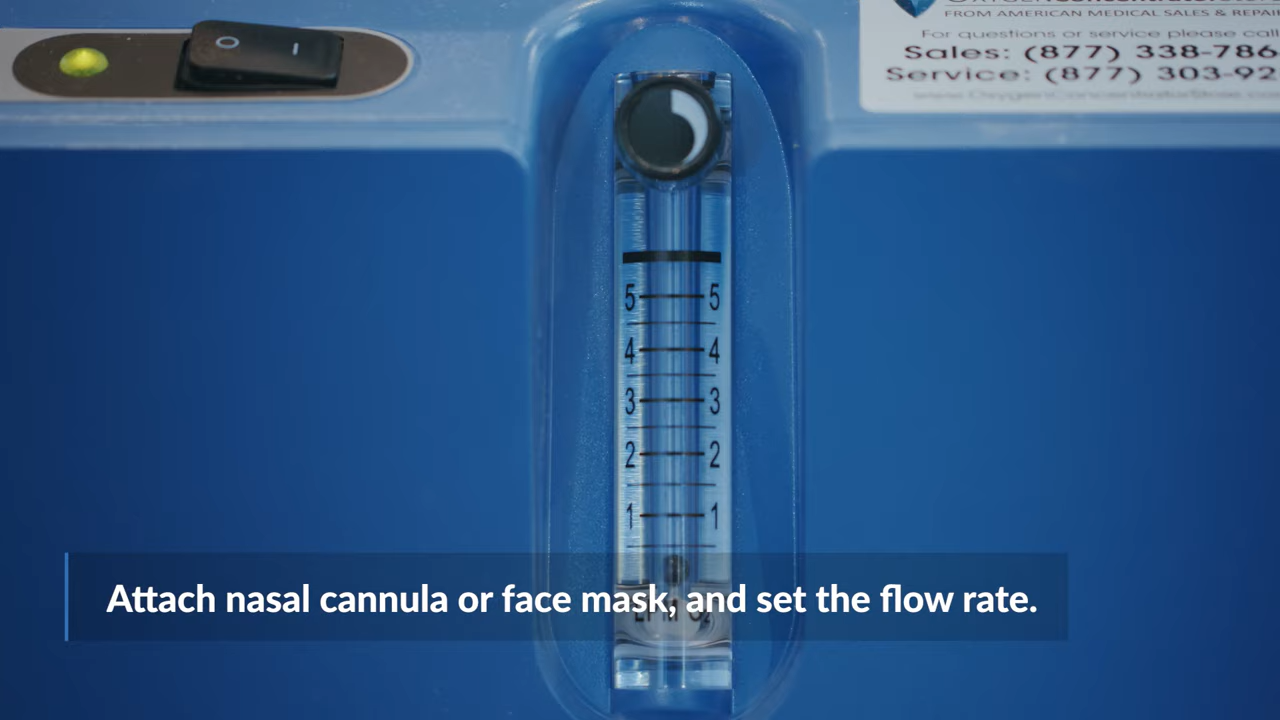 FROM AMERICAN MEDICAL SALES & REPAIR
For questions or service please call
Sales: (877) 338-786
Service: (877) 303-92
O I
5 5
4 4
3 3
2 2
1 1
LPM O₂
Attach nasal cannula or face mask, and set the flow rate.